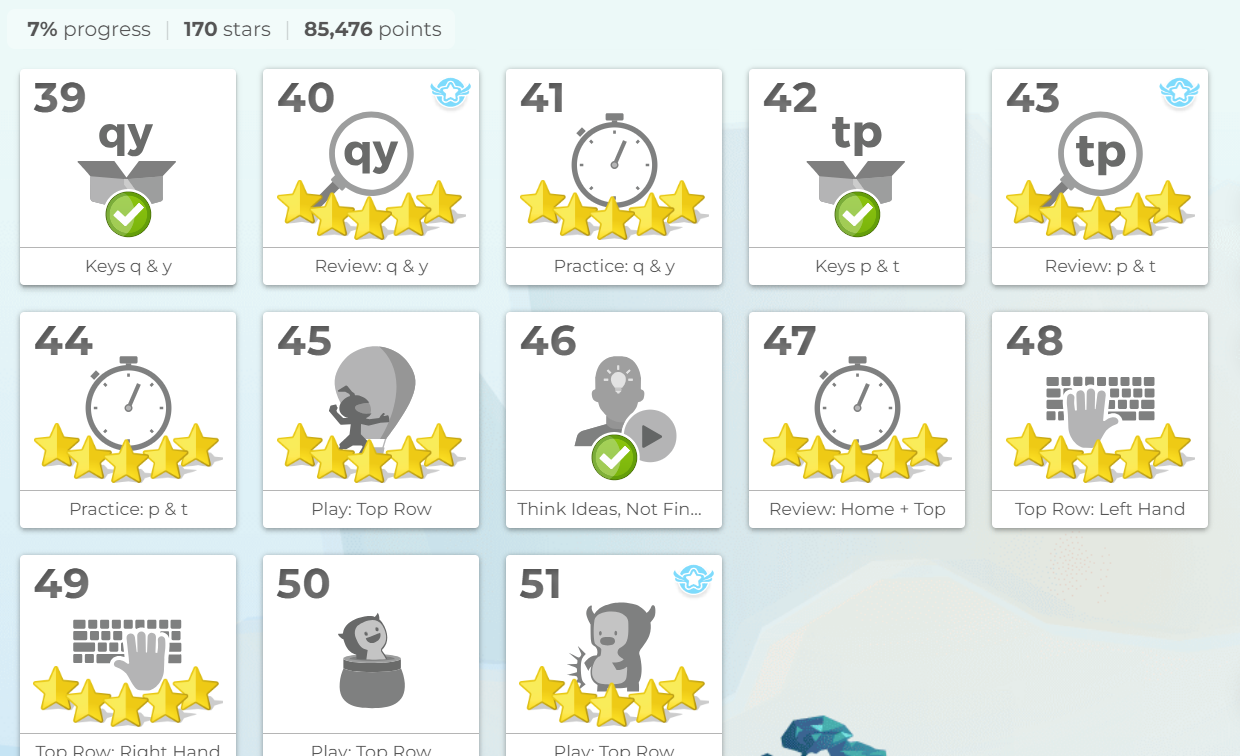 7% progress | 170 stars | 85,476 points
39 40 41 42 43
qy qy tp tp
Keys q & y Review: q & y Practice: q & y Keys p & t Review: p & t
44 45 46 47 48
Practice: p & t Play: Top Row Think Ideas, Not Fin... Review: Home + Top Top Row: Left Hand
49 50 51
Top Row: Right Hand Play: Top Row Play: Top Row